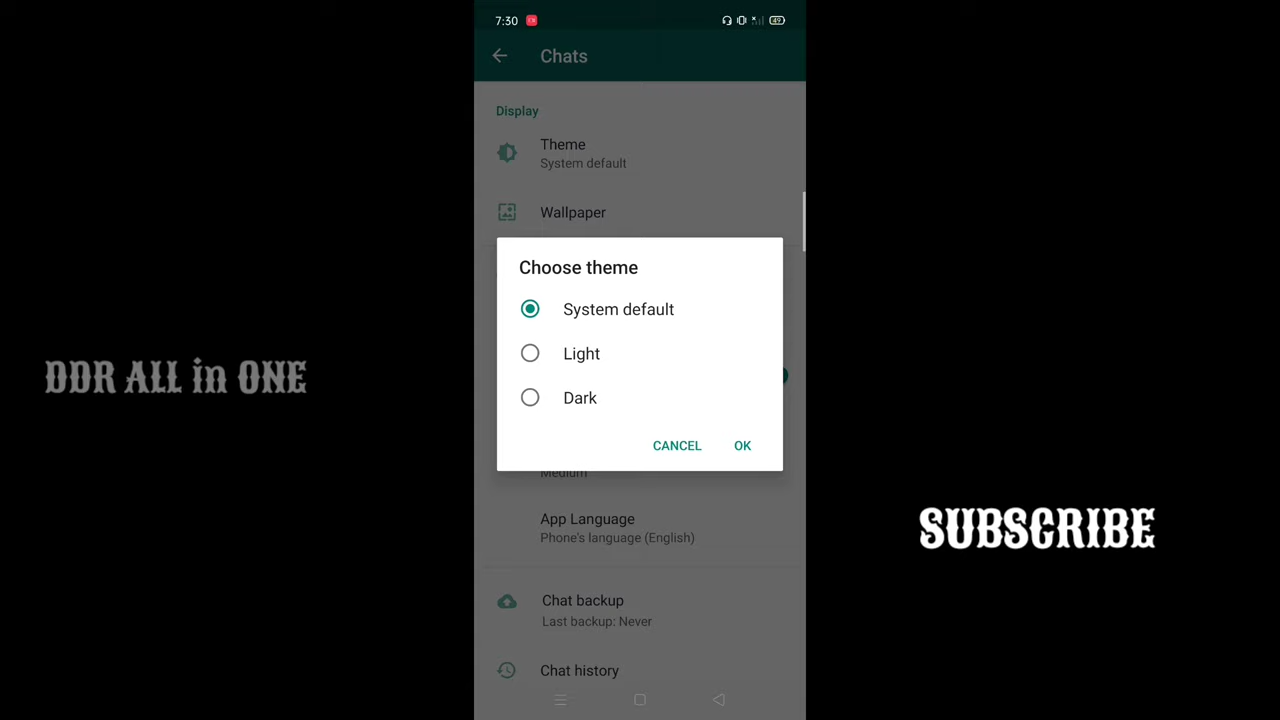 7:30
49
Chats
Display
Theme
System default
Wallpaper
Choose theme
System default
Light
Dark
CANCEL OK
Medium
App Language
Phone's language (English)
Chat backup
Last backup: Never
Chat history
DDR ALL in ONE
SUBSCRIBE